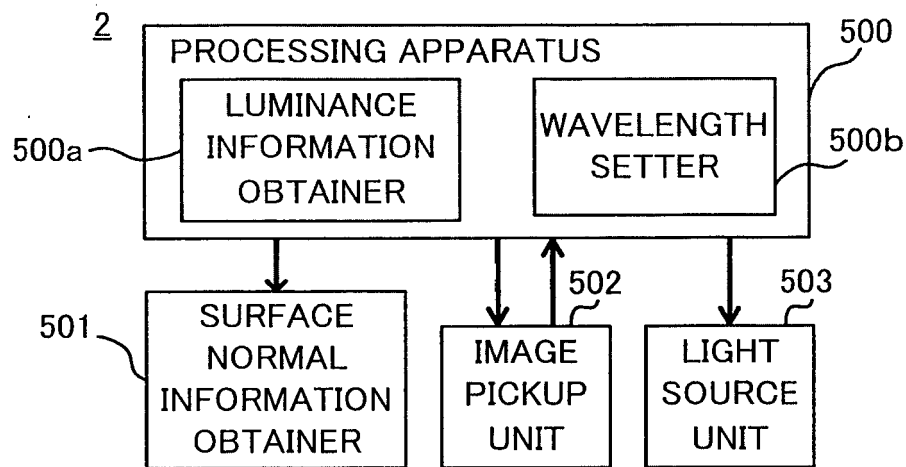 2
PROCESSING APPARATUS
500
LUMINANCE
INFORMATION
OBTAINER
500a
WAVELENGTH
SETTER
500b
501
SURFACE
NORMAL
INFORMATION
OBTAINER
502
IMAGE
PICKUP
UNIT
503
LIGHT
SOURCE
UNIT